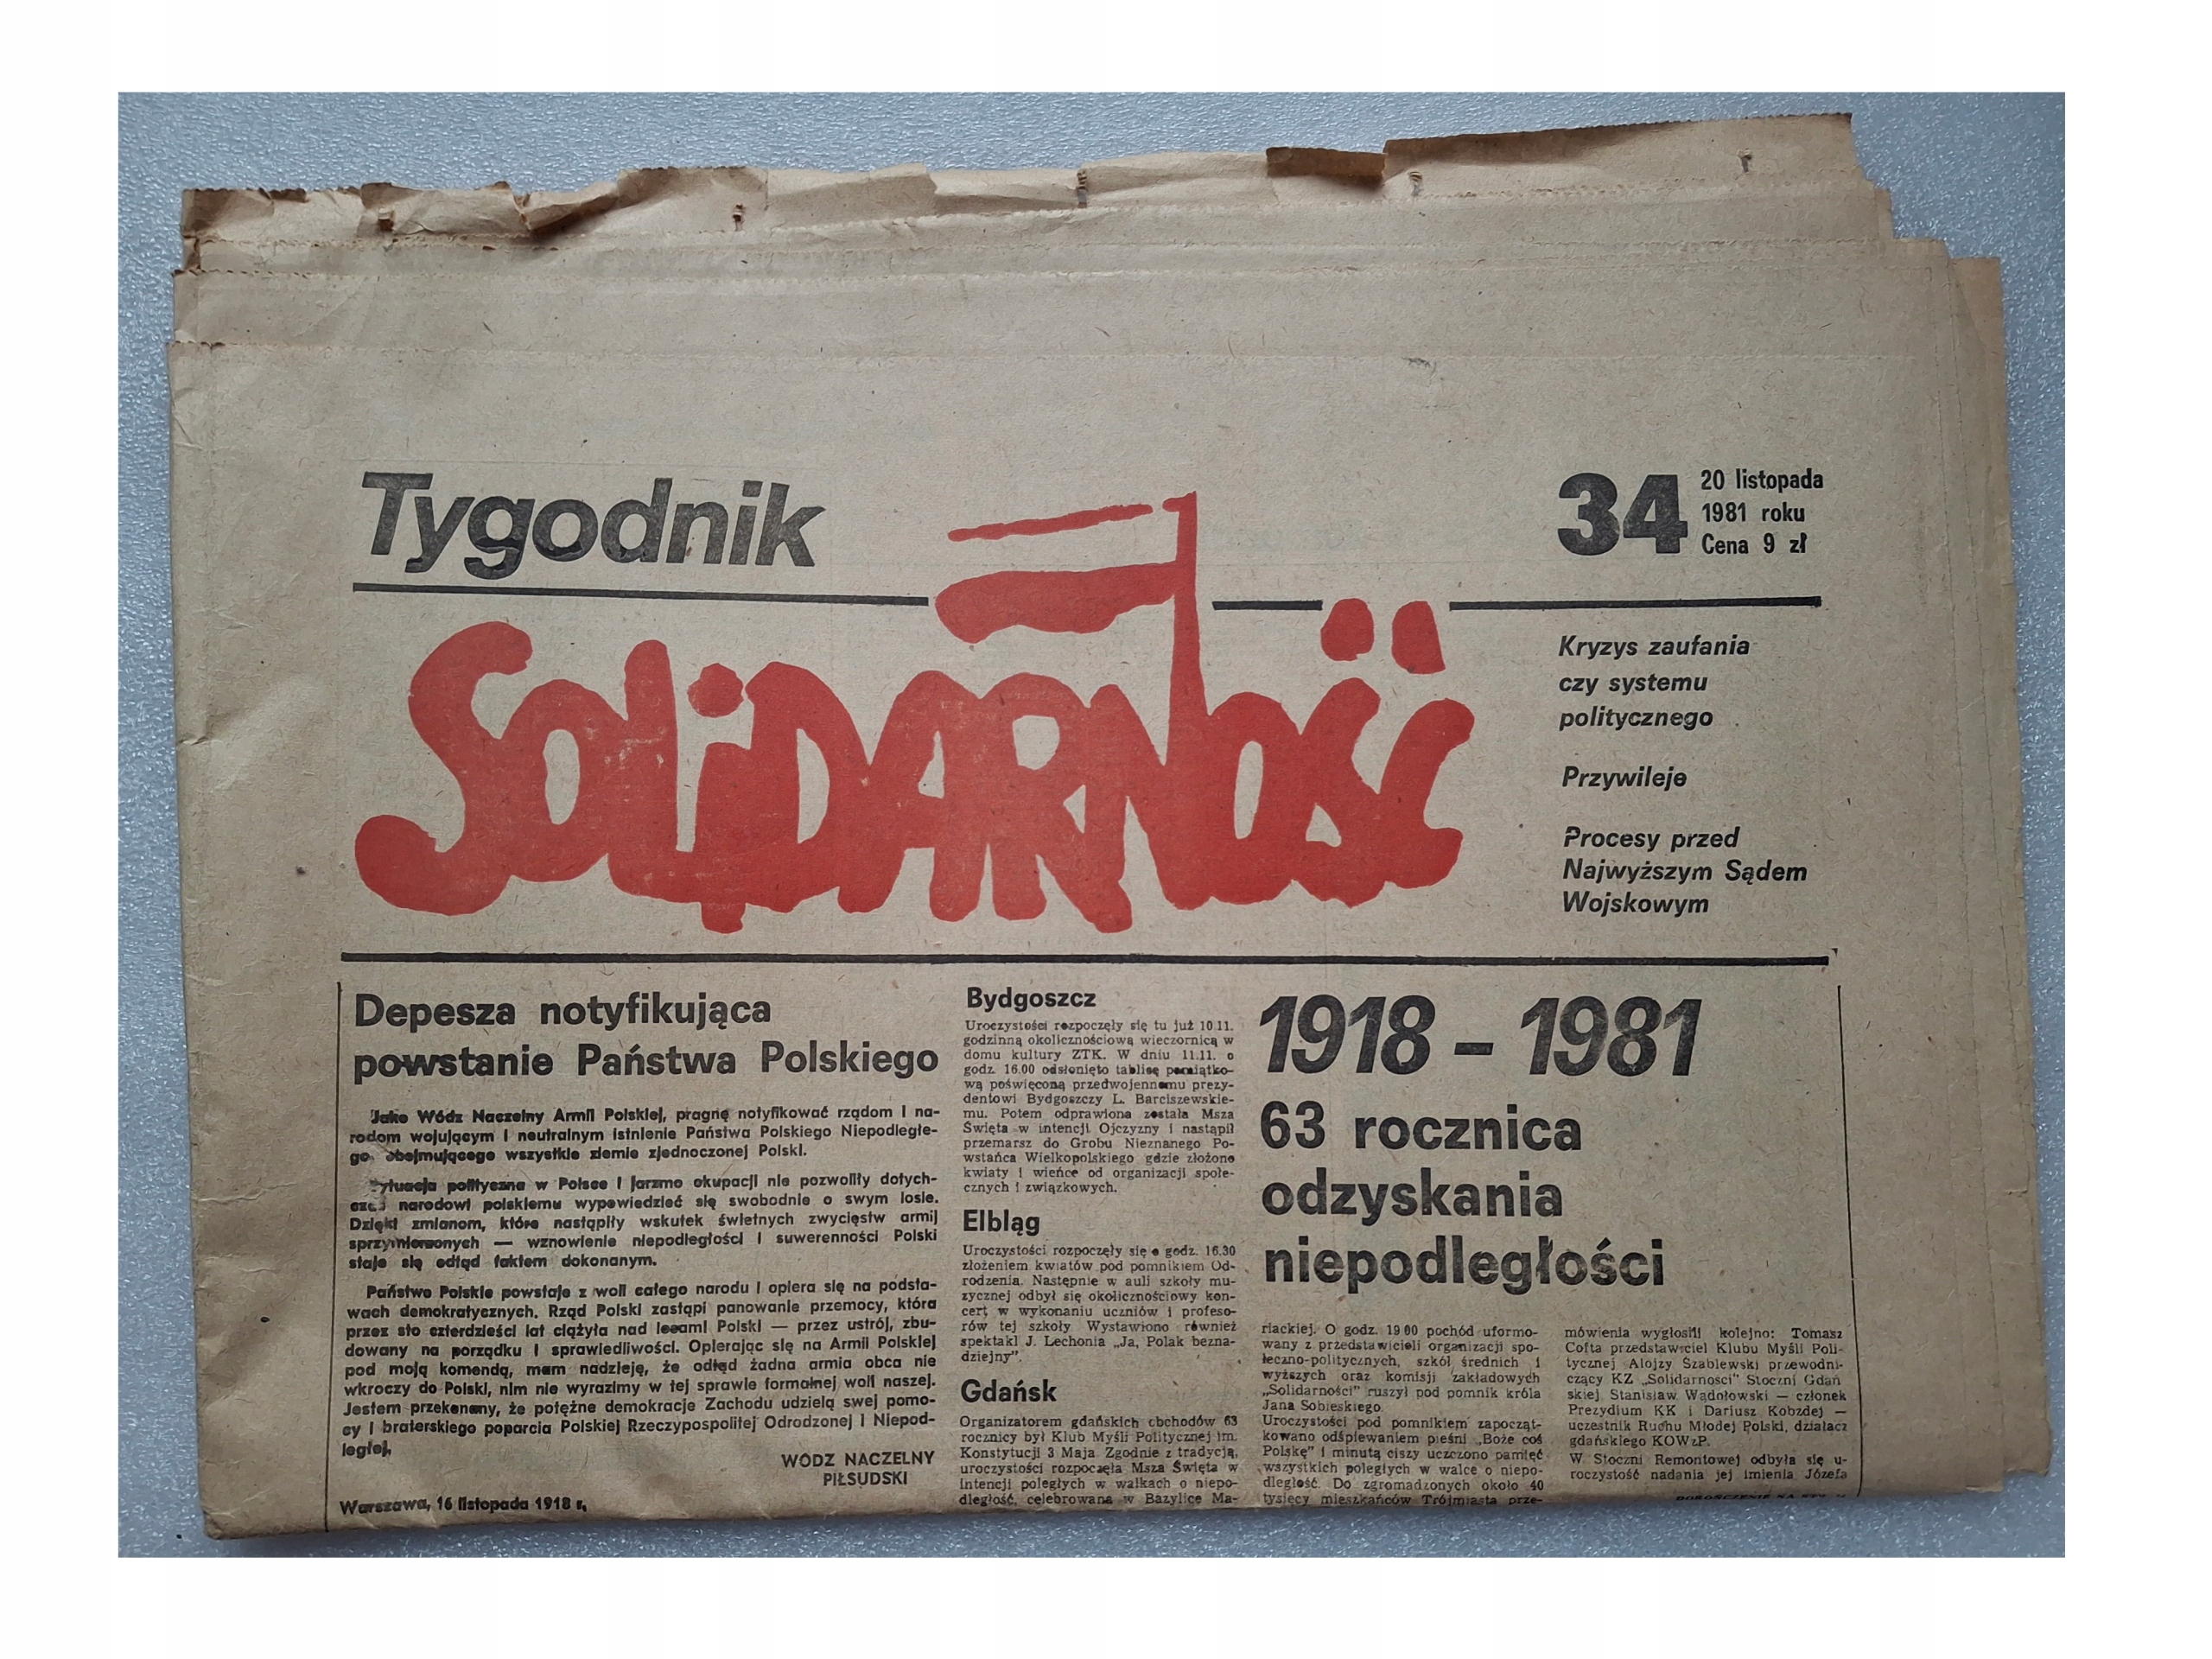 Tygodnik
SOLiDARNOŚĆ
34
20 listopada
1981 roku
Cena 9 zł
Kryzys zaufania
czy systemu
politycznego
Przywileje
Procesy przed
Najwyższym Sądem
Wojskowym
Depesza notyfikująca
powstanie Państwa Polskiego
Jako Wódz Naczelny Armii Polskiej, pragnę notyfikować rządom i na-
rodom wojującym i neutralnym istnienie Państwa Polskiego Niepodległe-
go, obejmującego wszystkie ziemie zjednoczonej Polski.
Sytuacja polityczna w Polsce i jarzmo okupacji nie pozwoliły dotych-
czas narodowi polskiemu wypowiedzieć się swobodnie o swym losie.
Dzięki zmianom, które nastąpiły wskutek świetnych zwycięstw armij
sprzymierzonych — wznowienie niepodległości i suwerenności Polski
staje się odtąd faktem dokonanym.
Państwo Polskie powstaje z woli całego narodu i opiera się na podsta-
wach demokratycznych. Rząd Polski zastąpi panowanie przemocy, która
przez sto czterdzieści lat ciążyła nad losami Polski — przez ustrój, zbu-
dowany na porządku i sprawiedliwości. Opierając się na Armii Polskiej
pod moją komendą, mam nadzieję, że odtąd żadna armia obca nie
wkroczy do Polski, nim nie wyrazimy w tej sprawie formalnej woli naszej.
Jestem przekonany, że potężne demokracje Zachodu udzielą swej pomo-
cy i braterskiego poparcia Polskiej Rzeczypospolitej Odrodzonej i Niepod-
ległej.
WÓDZ NACZELNY
PIŁSUDSKI
Warszawa, 16 listopada 1918 r.
Bydgoszcz
Uroczystości rozpoczęły się tu już 10.11.
godzinną okolicznościową wieczornicą w
domu kultury ZTK. W dniu 11.11. o
godz. 16.00 odsłonięto tablicę pamiątko-
wą poświęconą przedwojennemu prezy-
dentowi Bydgoszczy L. Barciszewskie-
mu. Potem odprawiona została Msza
Święta w intencji Ojczyzny i nastąpił
przemarsz do Grobu Nieznanego Po-
wstańca Wielkopolskiego gdzie złożono
kwiaty i wieńce od organizacji społe-
cznych i związkowych.
Elbląg
Uroczystości rozpoczęły się o godz. 16.30
złożeniem kwiatów pod pomnikiem Od-
rodzenia. Następnie w auli szkoły mu-
zycznej odbył się okolicznościowy kon-
cert w wykonaniu uczniów i profeso-
rów tej szkoły. Wystawiono również
spektakl J. Lechonia „Ja, Polak bezna-
dziejny".
Gdańsk
Organizatorem gdańskich obchodów 63
rocznicy był Klub Myśli Politycznej im.
Konstytucji 3 Maja. Zgodnie z tradycją,
uroczystości rozpoczęła Msza Święta w
intencji poległych w walkach o niepo-
dległość, celebrowana w Bazylice Ma-
1918 – 1981
63 rocznica
odzyskania
niepodległości
riackiej. O godz. 19 00 pochód uformo-
wany z przedstawicieli organizacji spo-
łeczno-politycznych, szkół średnich i
wyższych oraz komisji zakładowych
„Solidarności" ruszył pod pomnik króla
Jana Sobieskiego.
Uroczystości pod pomnikiem zapocząt-
kowano odśpiewaniem pieśni „Boże coś
Polskę" i minutą ciszy uczczono pamięć
wszystkich poległych w walce o niepo-
dległość. Do zgromadzonych około 40
tysięcy mieszkańców Trójmiasta prze-
mówienia wygłosili kolejno: Tomasz
Cofta przedstawiciel Klubu Myśli Poli-
tycznej Alojzy Szablewski przewodni-
czący KZ „Solidarności" Stoczni Gdań
skiej, Stanisław Wądołowski — członek
Prezydium KK i Dariusz Kobzdej —
uczestnik Ruchu Młodej Polski, działacz
gdańskiego KOWzP.
W Stoczni Remontowej odbyła się u-
roczystość nadania jej imienia Józefa